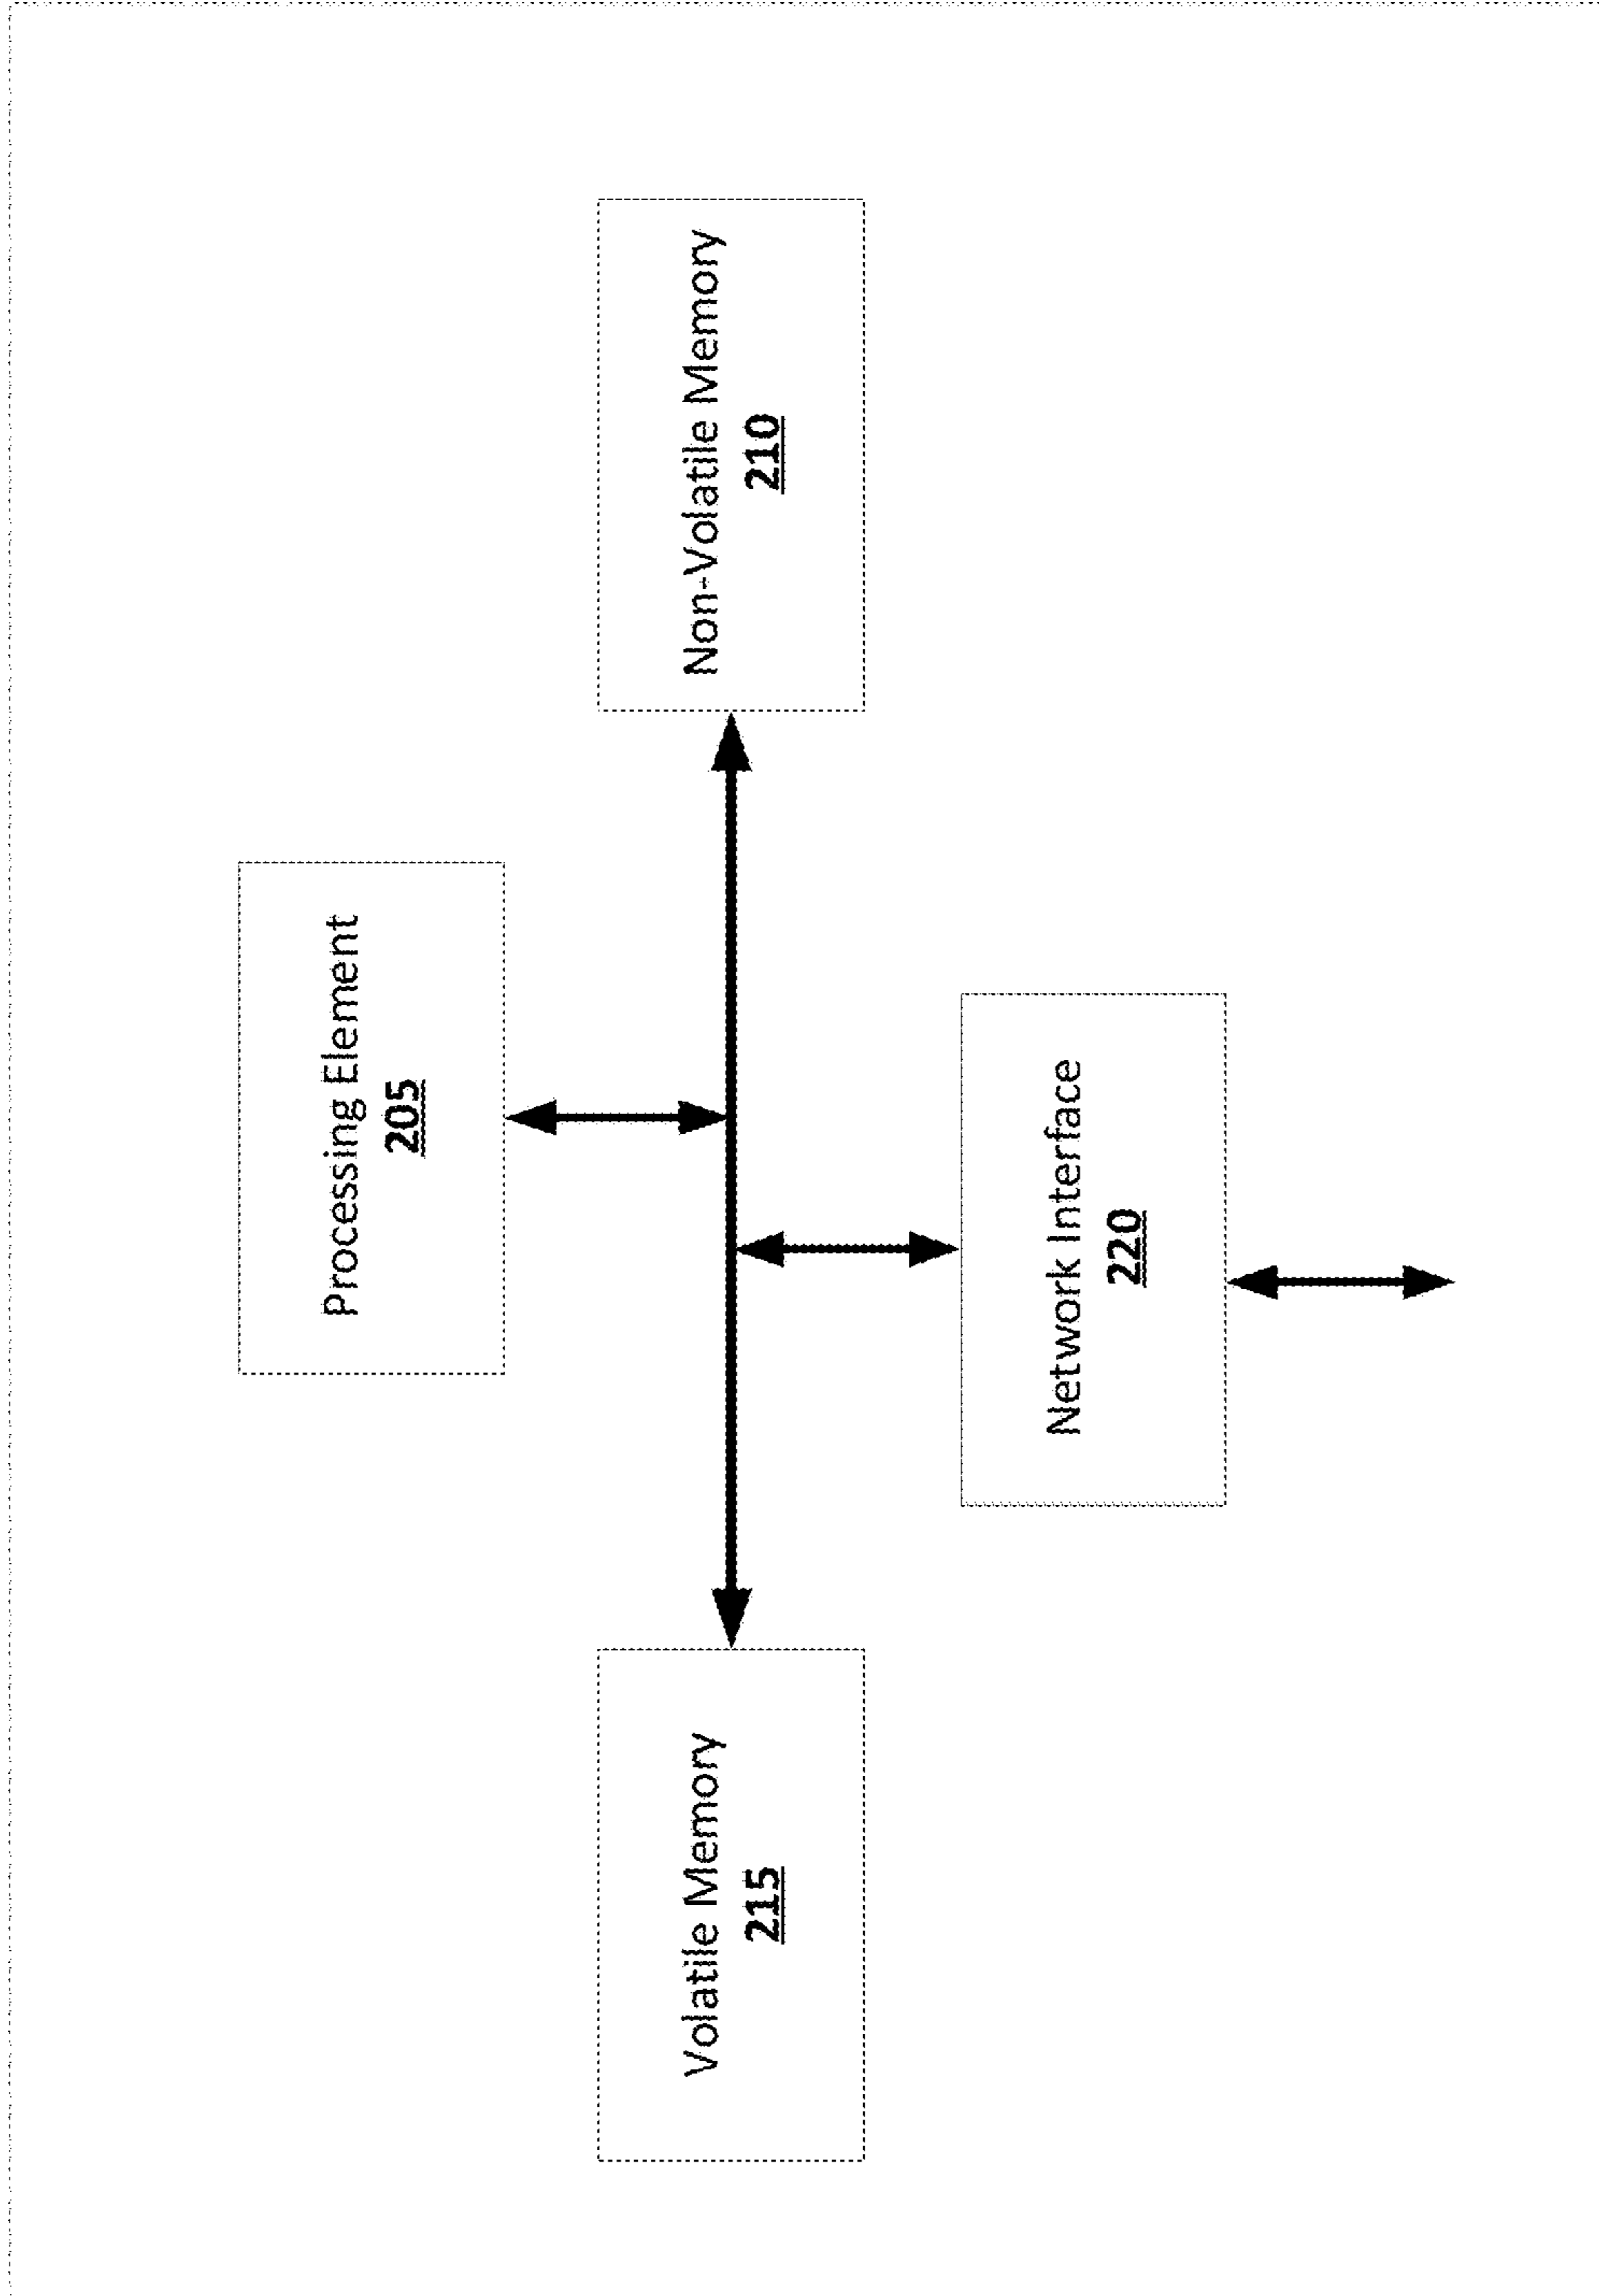 Processing Element
205
Volatile Memory
215
Non-Volatile Memory
210
Network Interface
220